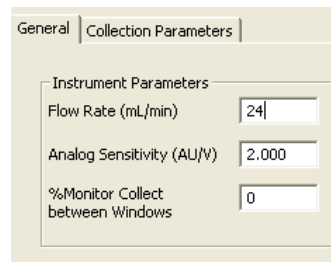 General Collection Parameters
Instrument Parameters
Flow Rate (mL/min) 24
Analog Sensitivity (AU/V) 2.000
%Monitor Collect
between Windows 0